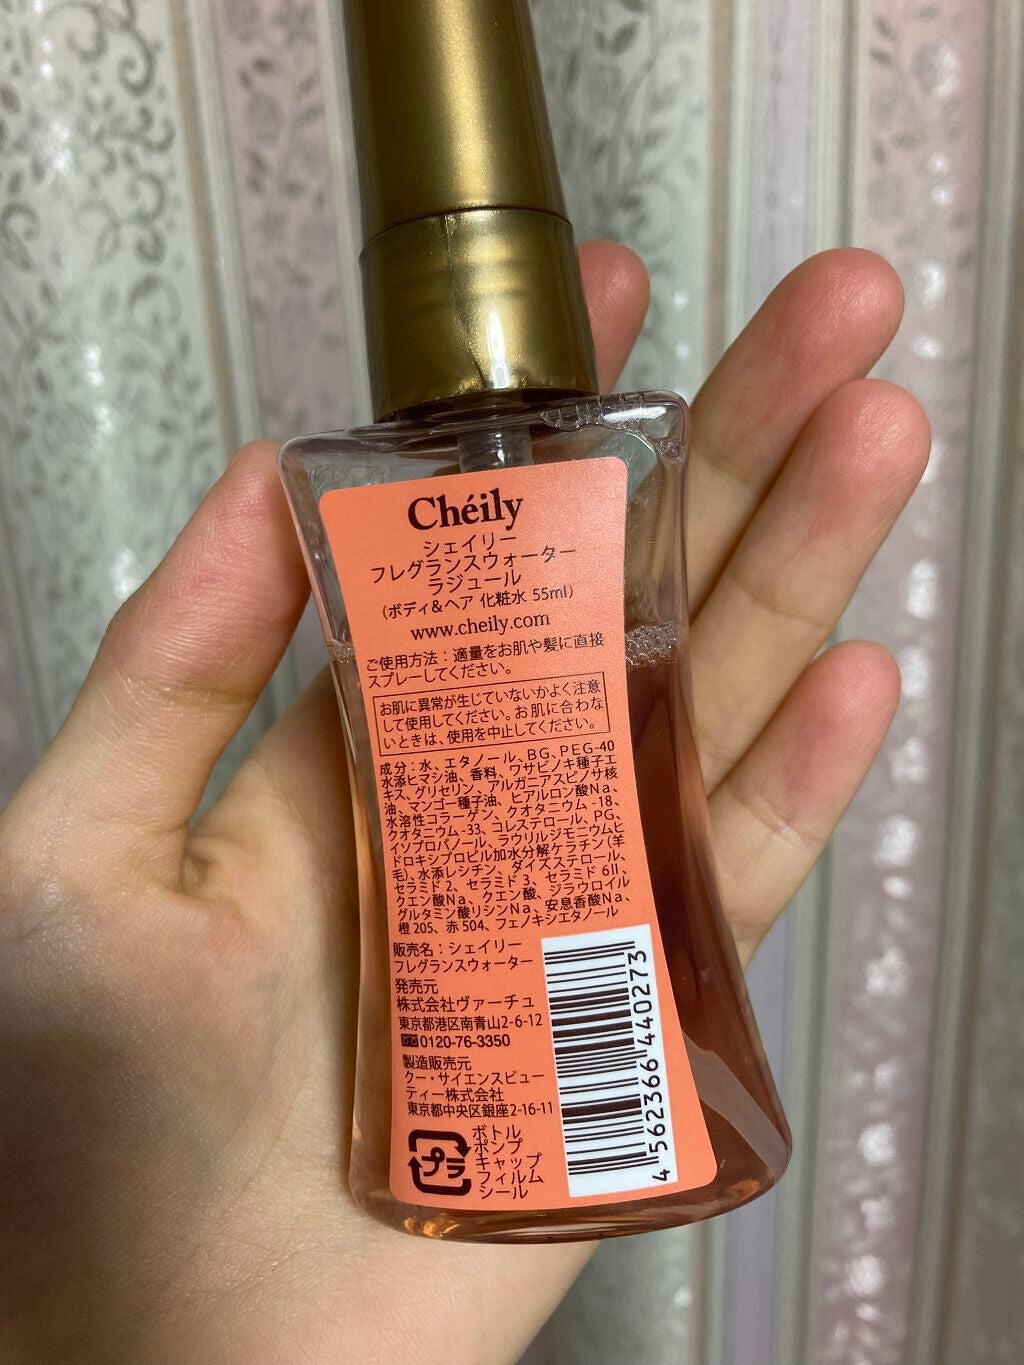 Chéily
シェイリー
フレグランスウォーター
ラジュール
(ボディ&ヘア 化粧水 55ml)
www.cheily.com
ご使用方法：適量をお肌や髪に直接
スプレーしてください。
お肌に異常が生じていないかよく注意
して使用してください。お肌に合わな
いときは、使用を中止してください。
成分：水、エタノール、BG、PEG-40
水添ヒマシ油、香料、ワサビノキ種子エ
キス、グリセリン、アルガニアスピノサ核
油、マンゴー種子油、ヒアルロン酸Na、
水溶性コラーゲン、クオタニウム-18、
クオタニウム-33、コレステロール、PG、
イソプロパノール、ラウリルジモニウムヒ
ドロキシプロピル加水分解ケラチン(羊
毛)、水添レシチン、ダイズステロール、
セラミド2、セラミド3、セラミド6II、
クエン酸Na、クエン酸、ジラウロイル
グルタミン酸リシンNa、安息香酸Na、
橙205、赤504、フェノキシエタノール
販売名：シェイリー
フレグランスウォーター
発売元
株式会社ヴァーチュ
東京都港区南青山2-6-12
0120-76-3350
製造販売元
クー・サイエンスビュー
ティー株式会社
東京都中央区銀座2-16-11
プラ
ボトル
ポンプ
キャップ
フィルム
シール
4562366440273